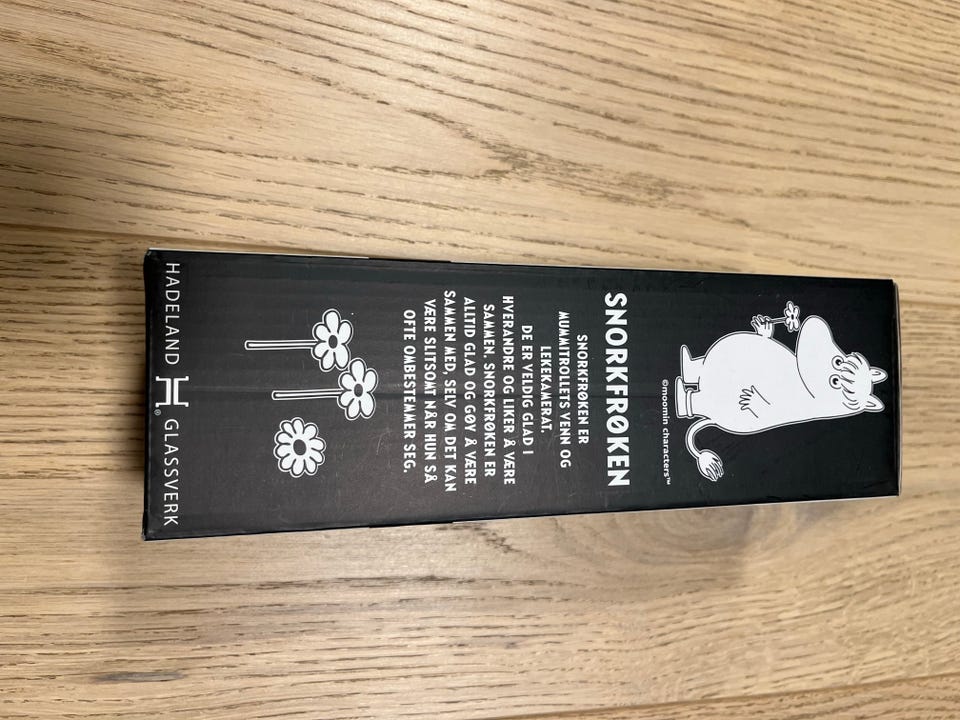 ©moomin characters™
SNORKFRØKEN
SNORKFRØKEN ER
MUMMITROLLETS VENN OG
LEKEKAMERAT.
DE ER VELDIG GLAD I
HVERANDRE OG LIKER Å VÆRE
SAMMEN. SNORKFRØKEN ER
ALLTID GLAD OG GØY Å VÆRE
SAMMEN MED, SELV OM DET KAN
VÆRE SLITSOMT NÅR HUN SÅ
OFTE OMBESTEMMER SEG.
HADELAND H® GLASSVERK